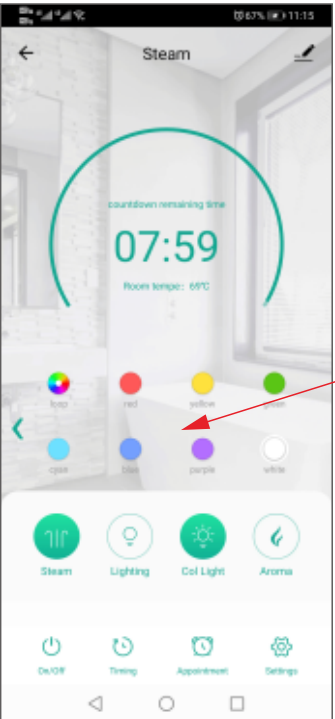 67% 11:15
Steam
countdown remaining time
07:59
Room tempe: 69℃
loop red yellow green
cyan blue purple white
Steam Lighting Col Light Aroma
On/Off Timing Appointment Settings